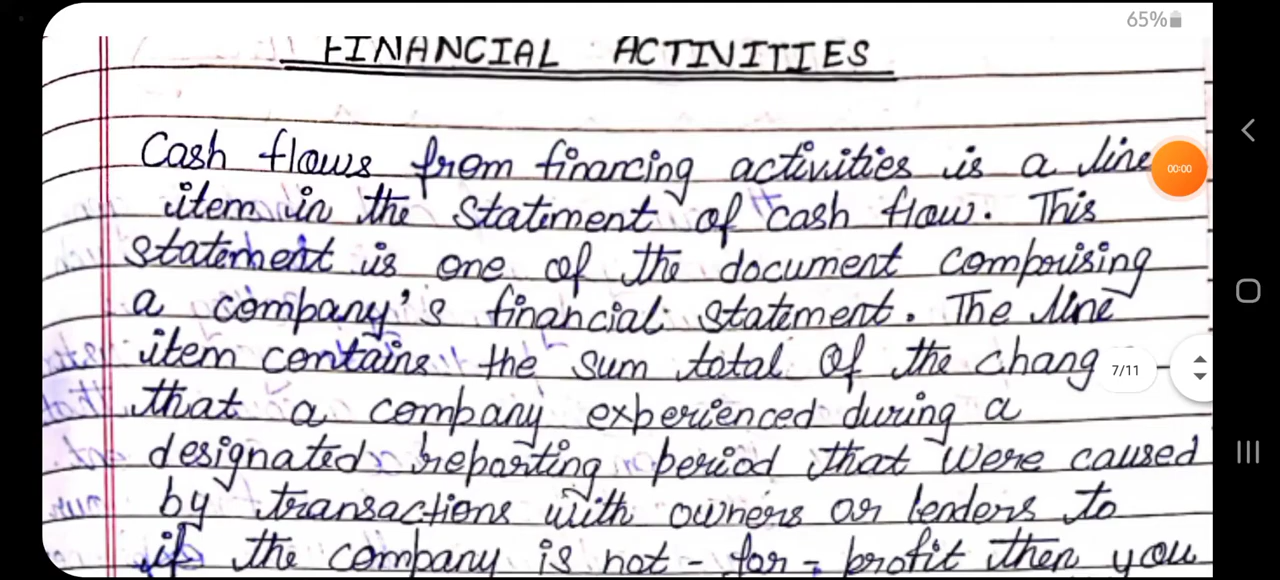 65%
FINANCIAL ACTIVITIES
Cash flows from financing activities is a line
00:00
item in the statement of cash flow. This
statement is one of the document comprising
a company's financial statement. The line
item contains the sum total of the chang
7/11
that a company experienced during a
designated reporting period that were caused
by transactions with owners or lenders to
if the company is not - for - profit then you